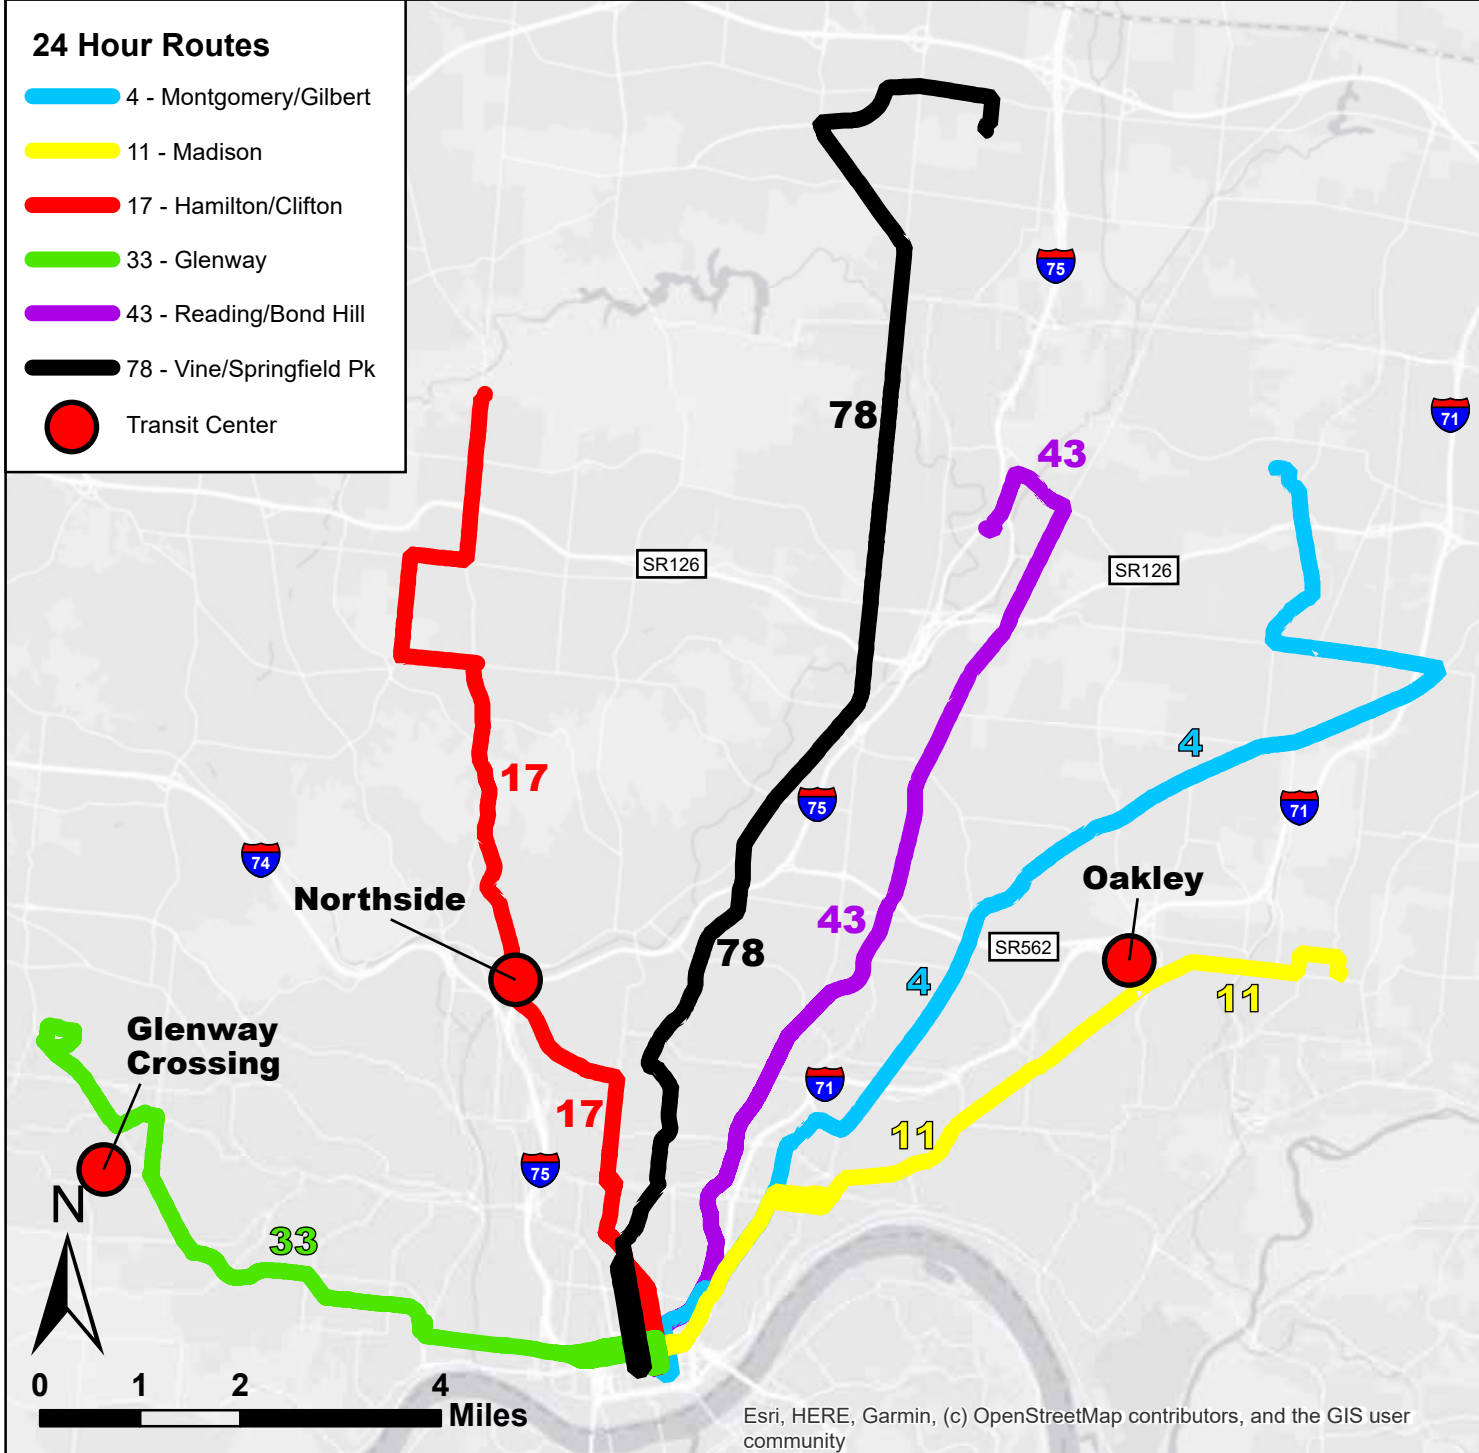 24 Hour Routes
4 - Montgomery/Gilbert
11 - Madison
17 - Hamilton/Clifton
33 - Glenway
43 - Reading/Bond Hill
78 - Vine/Springfield Pk
Transit Center
75
71
78
43
SR126
SR126
4
17
75
71
74
Northside
Oakley
43
78
SR562
4
11
Glenway
Crossing
71
17
11
75
N
33
0 1 2 4
Miles
Esri, HERE, Garmin, (c) OpenStreetMap contributors, and the GIS user
community